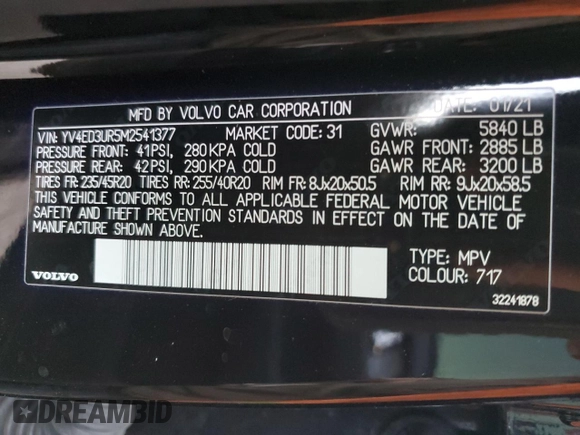 MFD BY VOLVO CAR CORPORATION DATE: 01/21
VIN: YV4ED3UR5M2541377 MARKET CODE: 31 GVWR: 5840 LB
PRESSURE FRONT: 41PSI, 280 KPA COLD GAWR FRONT: 2885 LB
PRESSURE REAR: 42PSI, 290 KPA COLD GAWR REAR: 3200 LB
TIRES FR: 235/45R20 TIRES RR: 255/40R20 RIM FR: 8Jx20x50.5 RIM RR: 9Jx20x58.5
THIS VEHICLE CONFORMS TO ALL APPLICABLE FEDERAL MOTOR VEHICLE
SAFETY AND THEFT PREVENTION STANDARDS IN EFFECT ON THE DATE OF
MANUFACTURE SHOWN ABOVE.
TYPE: MPV
COLOUR: 717
VOLVO
32241878
DREAMBID